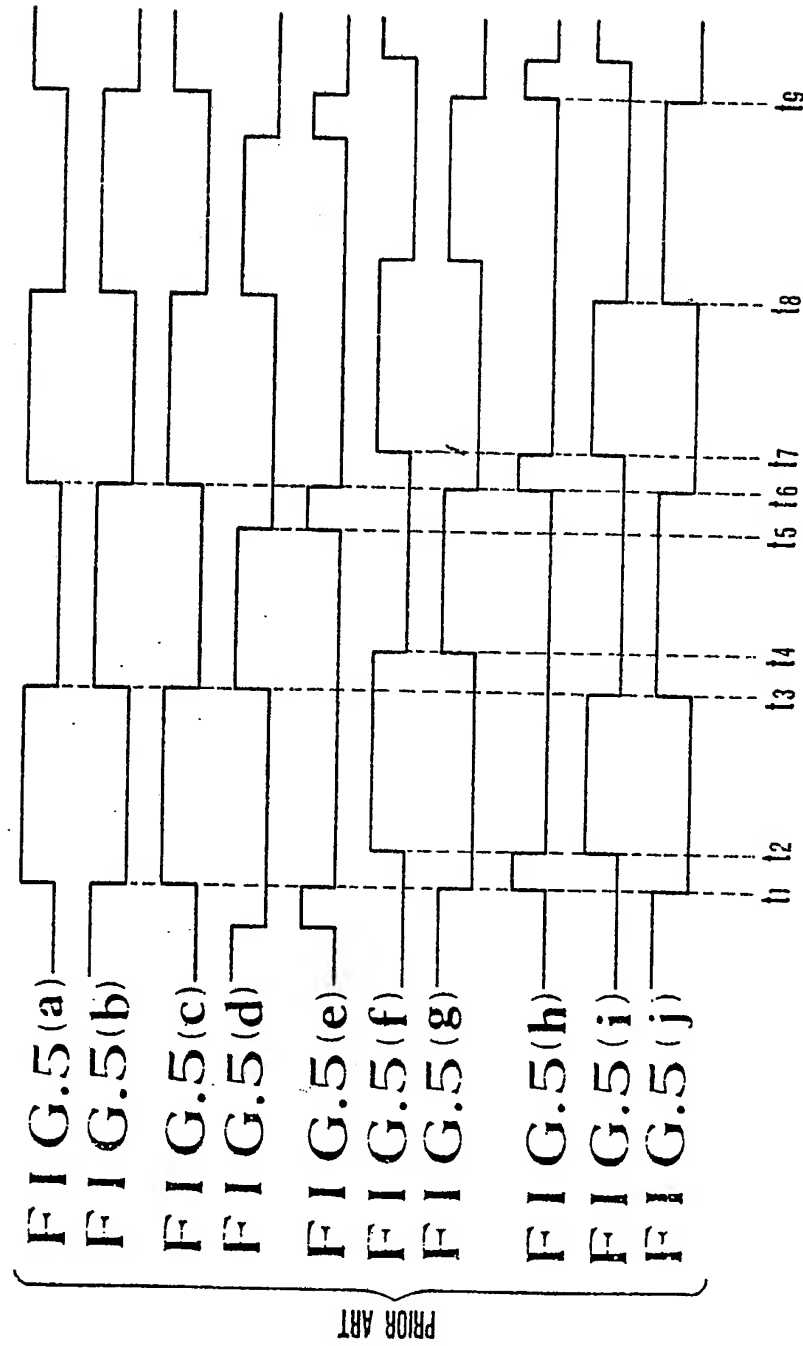 PRIOR ART
FIG.5(a)
FIG.5(b)
FIG.5(c)
FIG.5(d)
FIG.5(e)
FIG.5(f)
FIG.5(g)
FIG.5(h)
FIG.5(i)
FIG.5(j)
t1 t2 t3 t4 t5 t6 t7 t8 t9